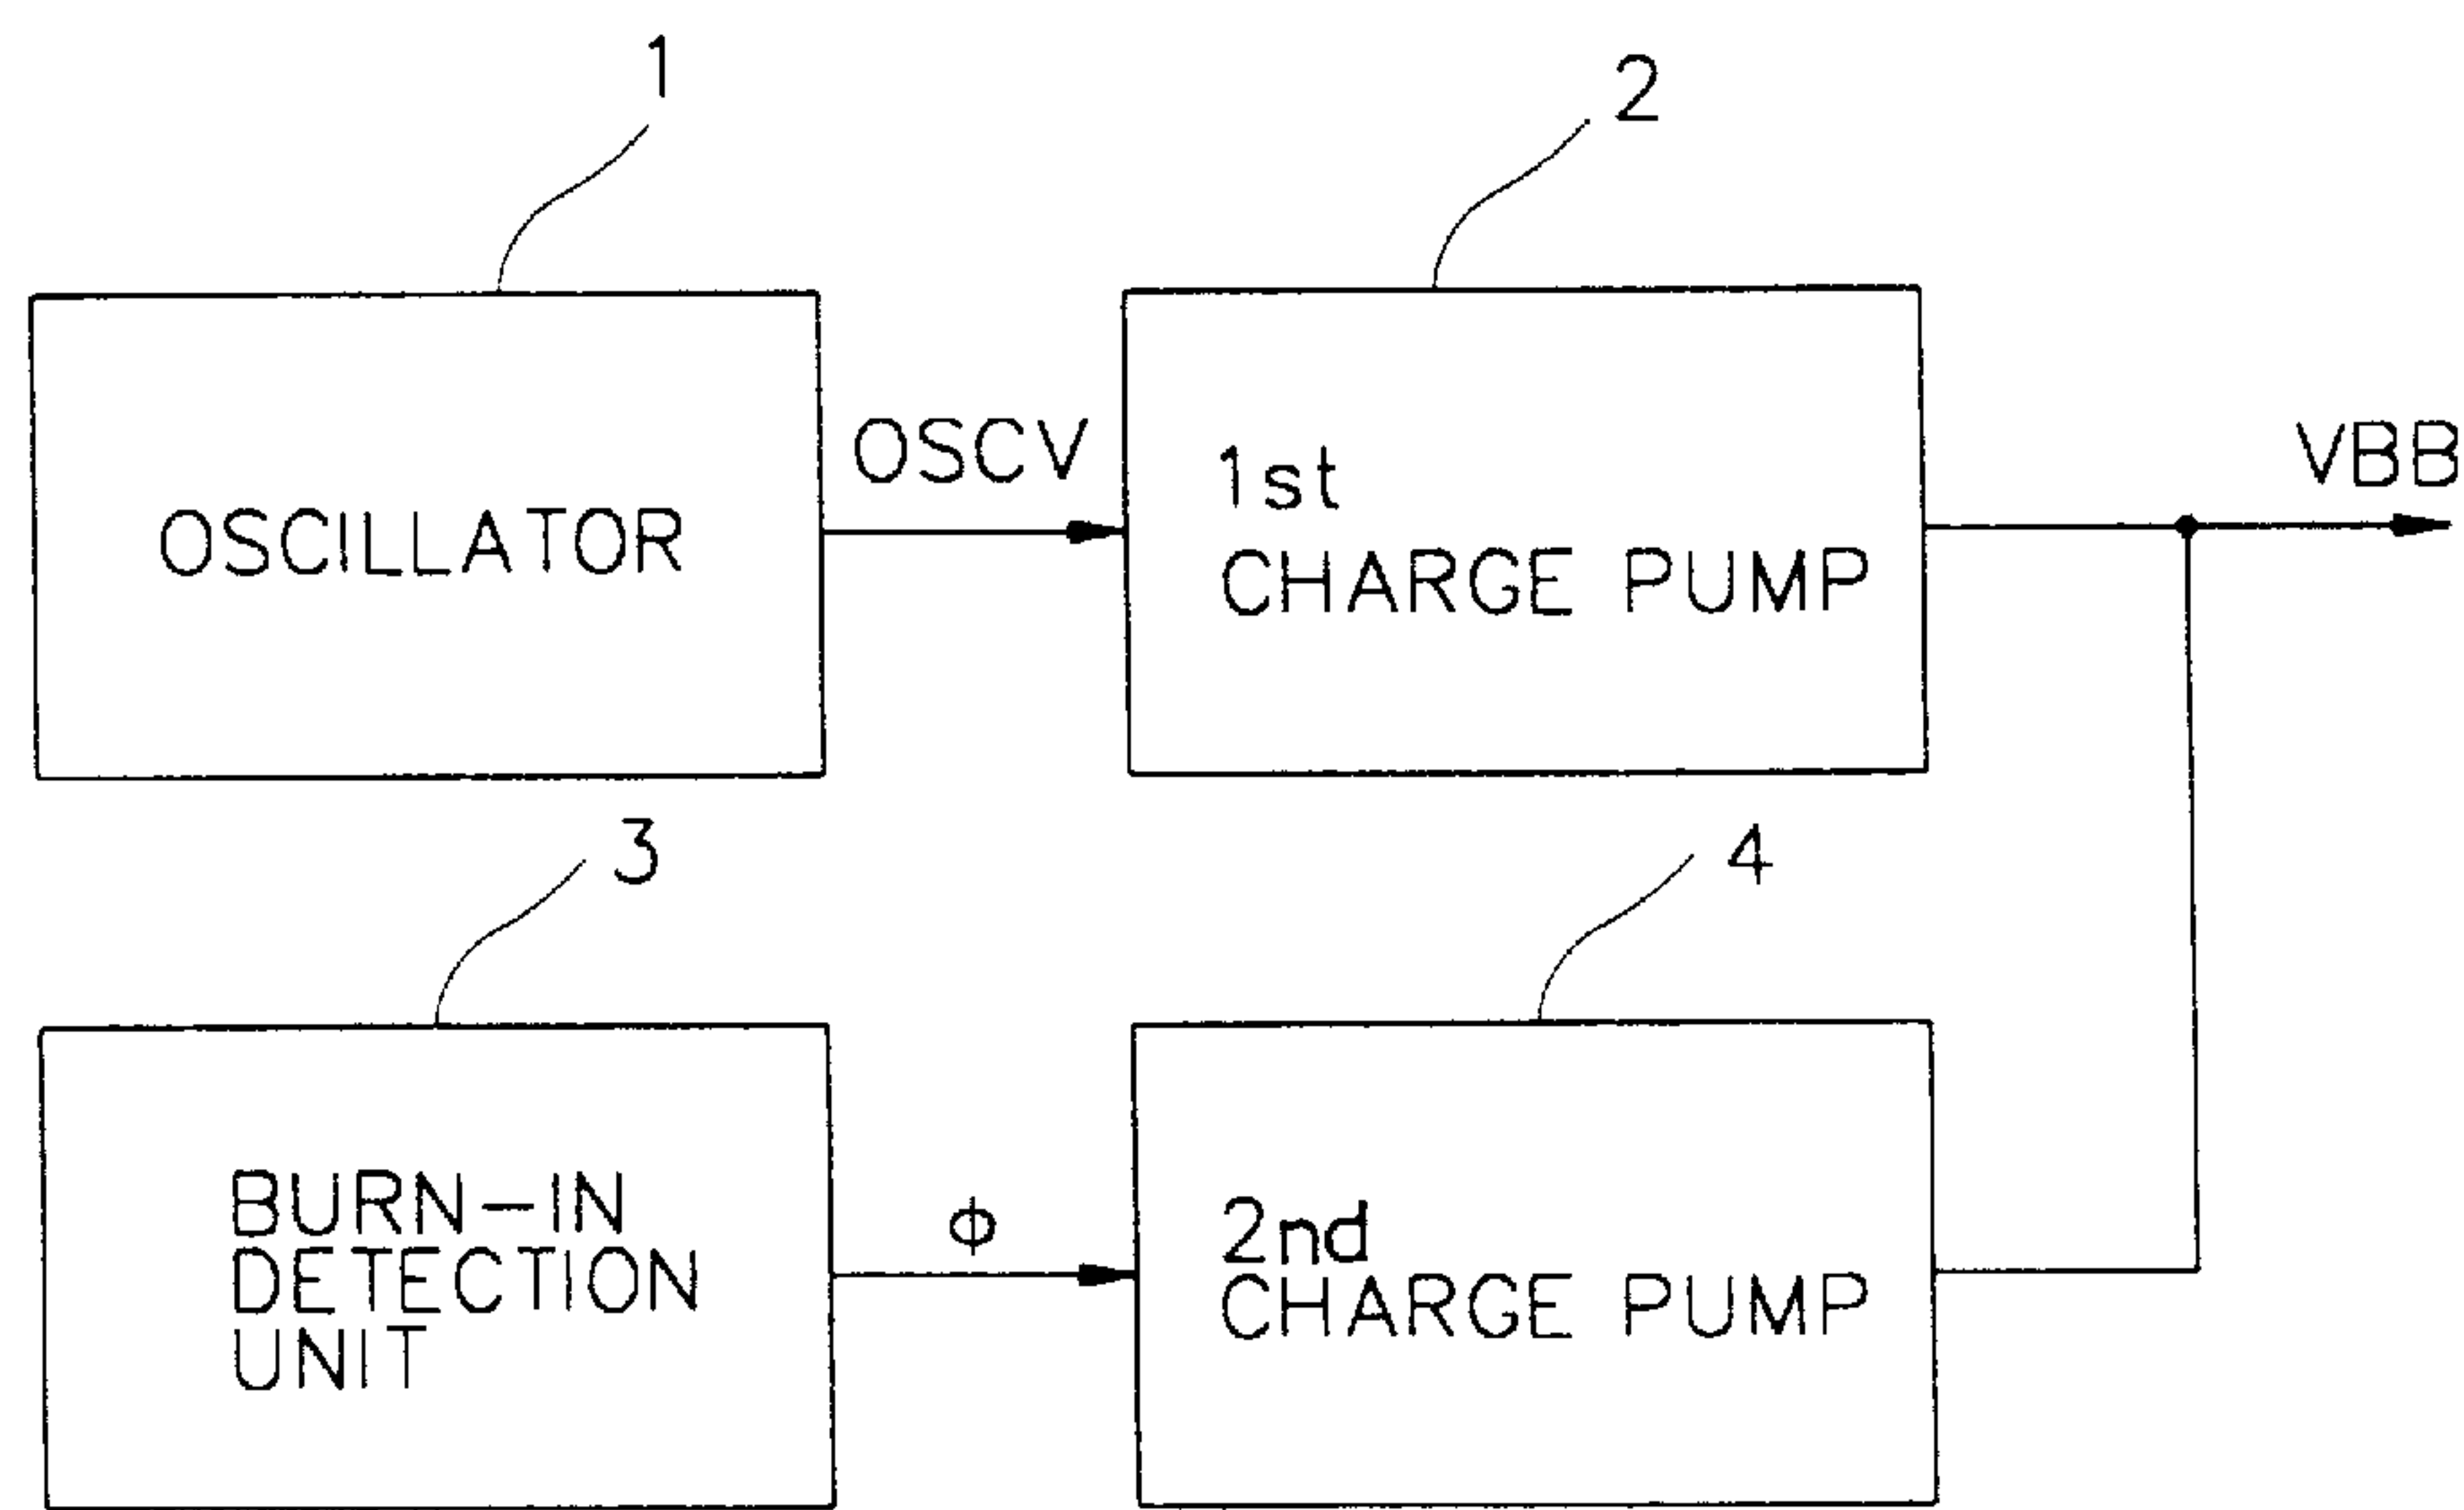 1
2
OSCILLATOR
OSCV
1st
CHARGE PUMP
VBB
3
4
BURN-IN
DETECTION
UNIT
ϕ
2nd
CHARGE PUMP